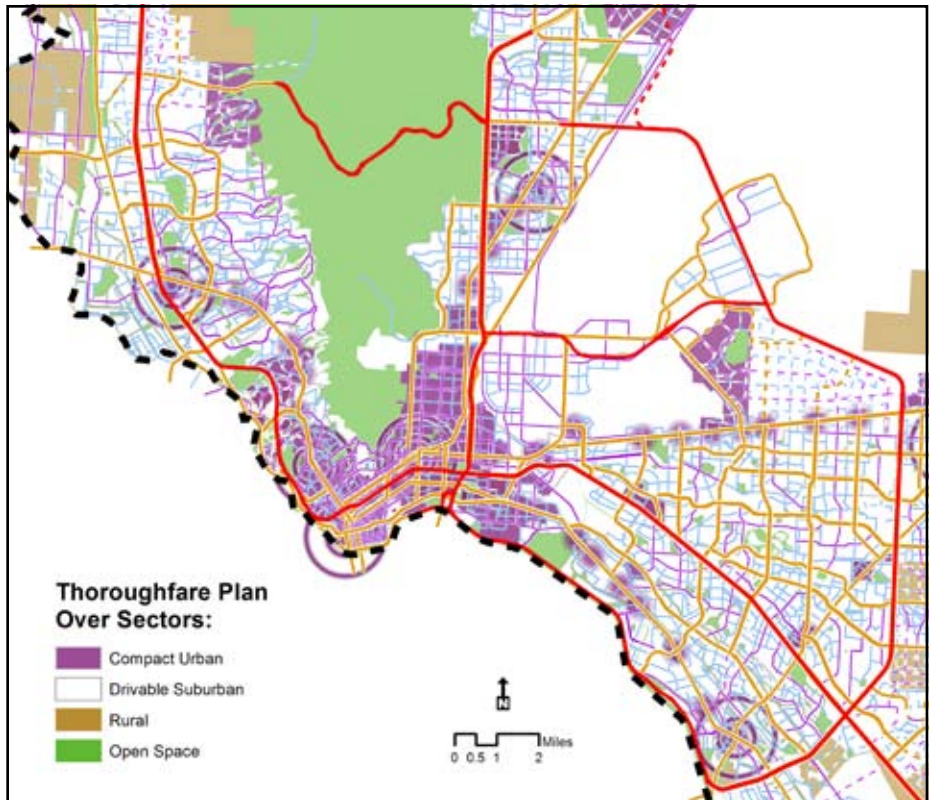 Thoroughfare Plan
Over Sectors:
Compact Urban
Drivable Suburban
Rural
Open Space
N
Miles
0 0.5 1 2